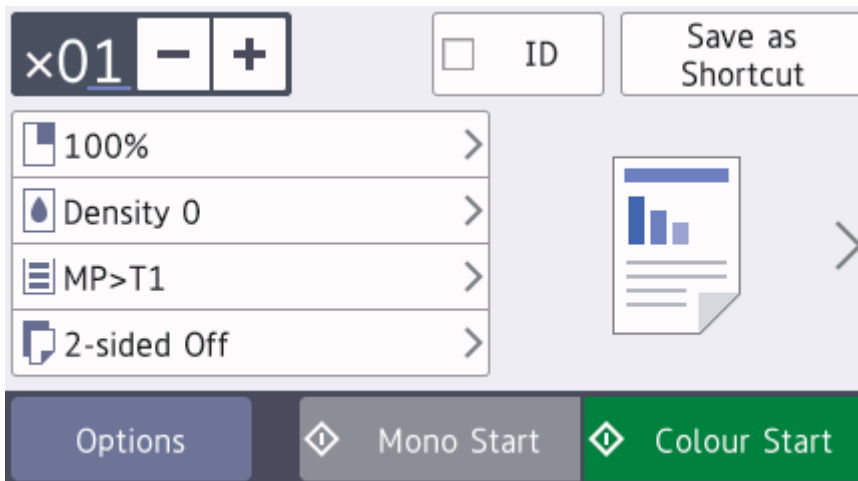 ×01 − +
ID
Save as
Shortcut
100%
Density 0
MP>T1
2-sided Off
Options
Mono Start
Colour Start